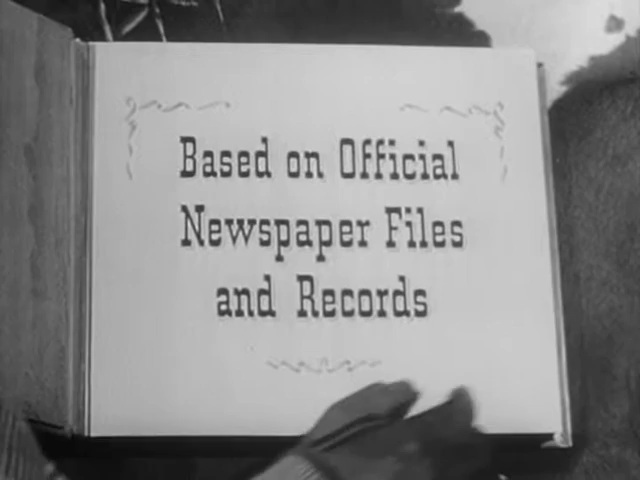 Based on Official
Newspaper Files
and Records